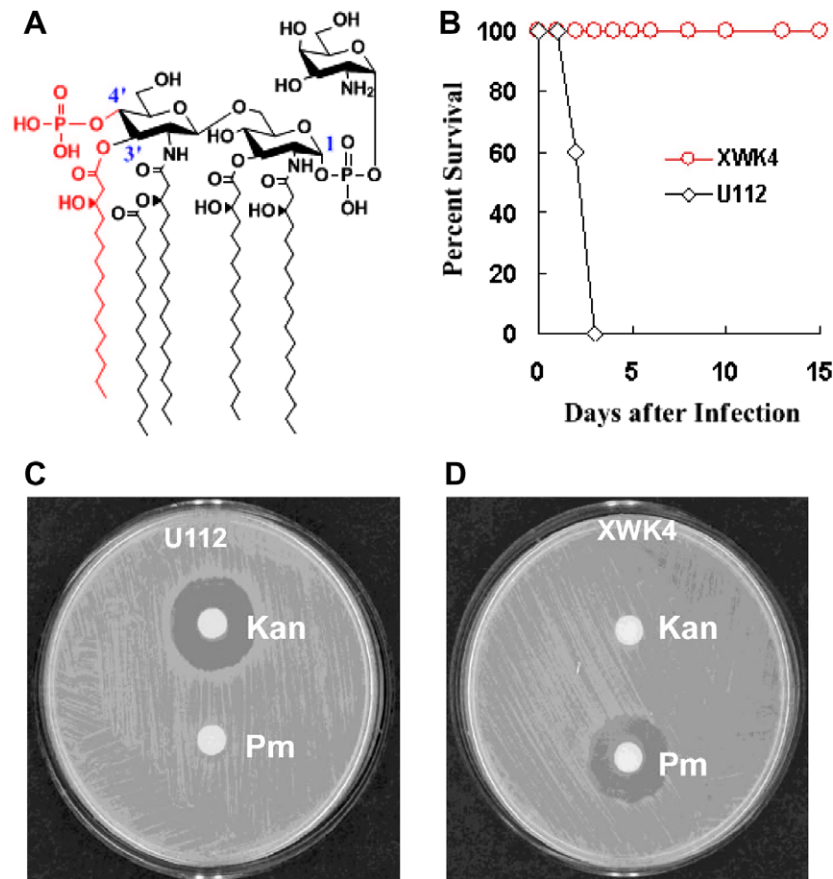 A
OH
HO
O
NH₂
HO
4'
OH
O
HO-P-O
OH
3'
O
O
HO
NH
O
O
O
HO
O
1
O
NH
O
O
P
O
OH
O
HO
O
HO
O
O
HO
B
100
80
60
40
20
0
Percent Survival
XWK4
U112
0
5
10
15
Days after Infection
C
U112
Kan
Pm
D
XWK4
Kan
Pm